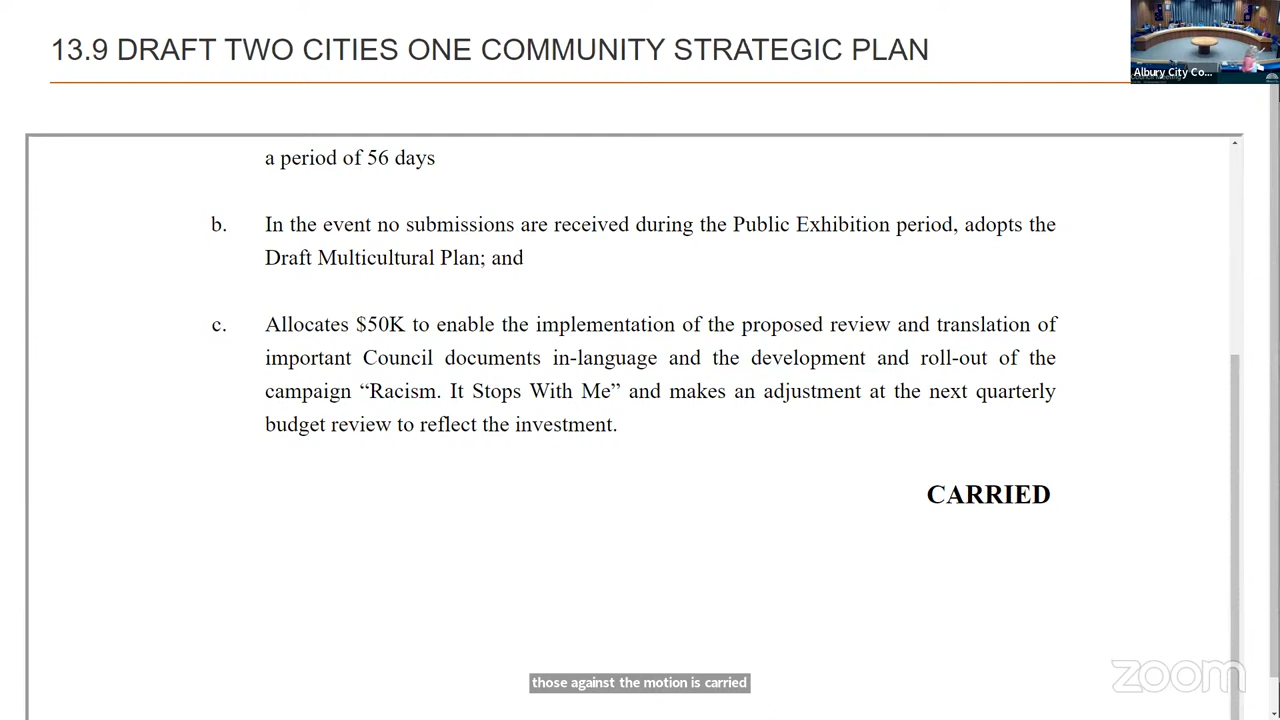 13.9 DRAFT TWO CITIES ONE COMMUNITY STRATEGIC PLAN
Albury City Co...
a period of 56 days
b. In the event no submissions are received during the Public Exhibition period, adopts the
Draft Multicultural Plan; and
c. Allocates $50K to enable the implementation of the proposed review and translation of
important Council documents in-language and the development and roll-out of the
campaign “Racism. It Stops With Me” and makes an adjustment at the next quarterly
budget review to reflect the investment.
CARRIED
those against the motion is carried
zoom